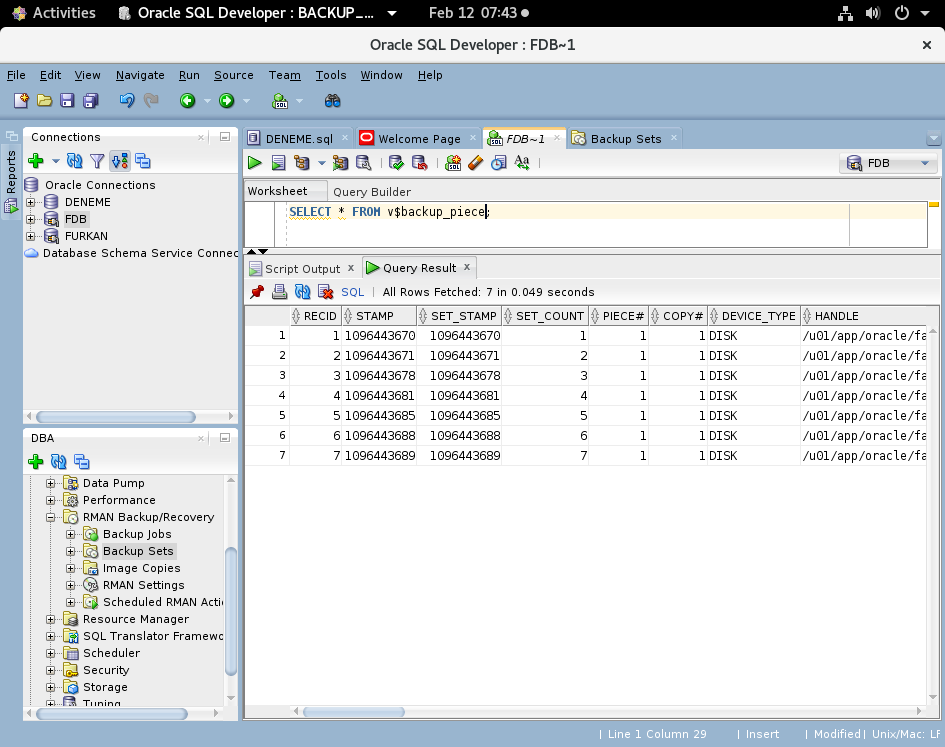 Activities Oracle SQL Developer : BACKUP_... Feb 12 07:43
Oracle SQL Developer : FDB~1
File Edit View Navigate Run Source Team Tools Window Help
Reports
Connections
Oracle Connections
DENEME
FDB
FURKAN
Database Schema Service Connec
DBA
Data Pump
Performance
RMAN Backup/Recovery
Backup Jobs
Backup Sets
Image Copies
RMAN Settings
Scheduled RMAN Acti
Resource Manager
SQL Translator Framewo
Scheduler
Security
Storage
Tuning
DENEME.sql Welcome Page FDB~1 Backup Sets
FDB
Worksheet Query Builder
SELECT * FROM v$backup_piece;
Script Output x Query Result x
SQL | All Rows Fetched: 7 in 0.049 seconds
RECID STAMP SET_STAMP SET_COUNT PIECE# COPY# DEVICE_TYPE HANDLE
1 1 1096443670 1096443670 1 1 1 DISK /u01/app/oracle/fa
2 2 1096443671 1096443671 2 1 1 DISK /u01/app/oracle/fa
3 3 1096443678 1096443678 3 1 1 DISK /u01/app/oracle/fa
4 4 1096443681 1096443681 4 1 1 DISK /u01/app/oracle/fa
5 5 1096443685 1096443685 5 1 1 DISK /u01/app/oracle/fa
6 6 1096443688 1096443688 6 1 1 DISK /u01/app/oracle/fa
7 7 1096443689 1096443689 7 1 1 DISK /u01/app/oracle/fa
| Line 1 Column 29 | Insert | Modified | Unix/Mac: LF